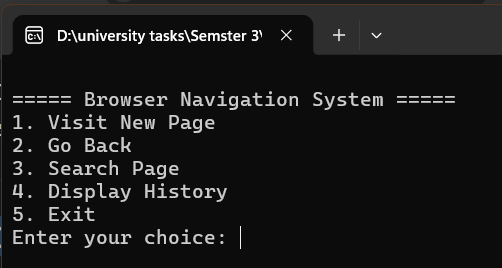 D:\university tasks\Semster 3\
===== Browser Navigation System =====
1. Visit New Page
2. Go Back
3. Search Page
4. Display History
5. Exit
Enter your choice: